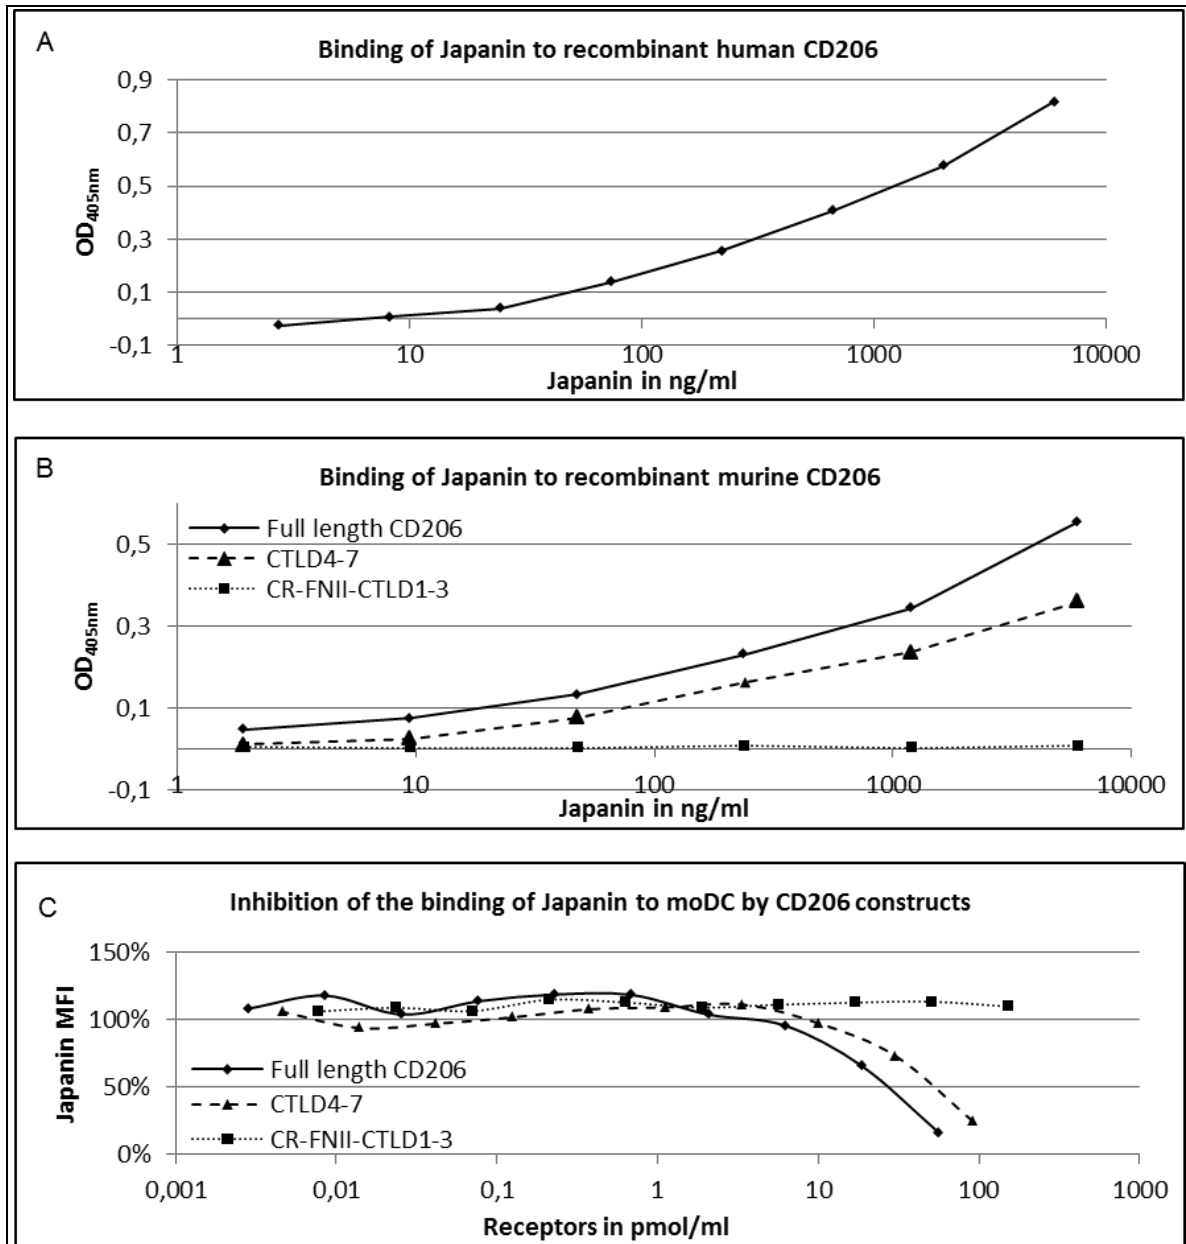 A
Binding of Japanin to recombinant human CD206
0,9
0,7
0,5
0,3
0,1
-0,1
OD405nm
1
10
100
1000
10000
Japanin in ng/ml
B
Binding of Japanin to recombinant murine CD206
Full length CD206
CTLD4-7
CR-FNII-CTLD1-3
0,5
0,3
0,1
-0,1
OD405nm
1
10
100
1000
10000
Japanin in ng/ml
C
Inhibition of the binding of Japanin to moDC by CD206 constructs
150%
100%
50%
0%
Japanin MFI
Full length CD206
CTLD4-7
CR-FNII-CTLD1-3
0,001
0,01
0,1
1
10
100
1000
Receptors in pmol/ml